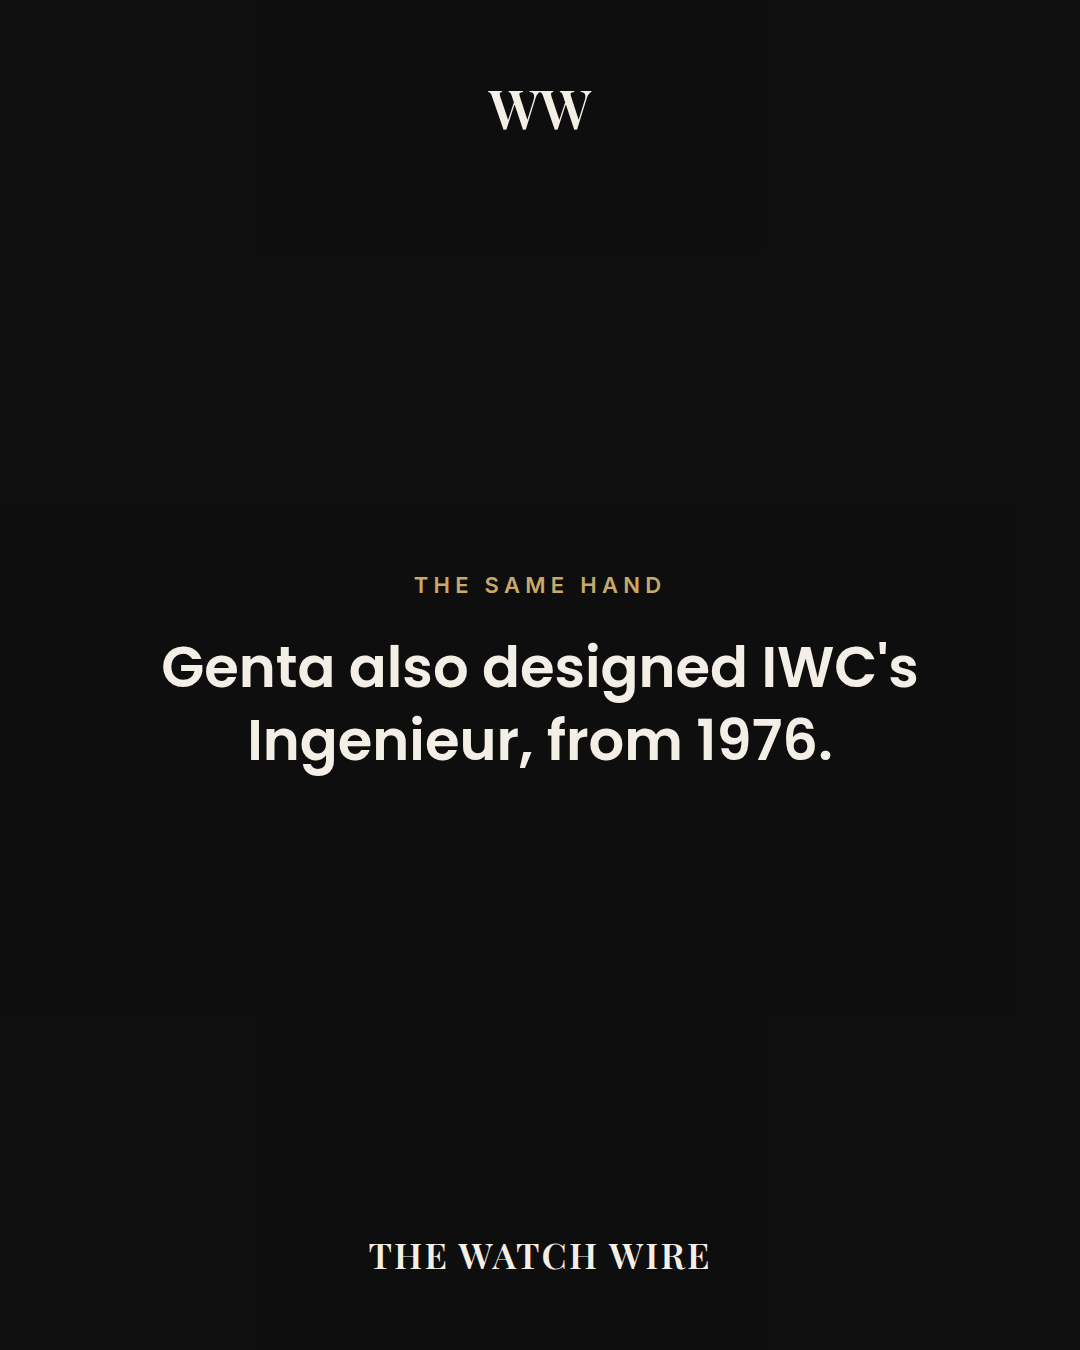 WW
THE SAME HAND
Genta also designed IWC's
Ingenieur, from 1976.
THE WATCH WIRE